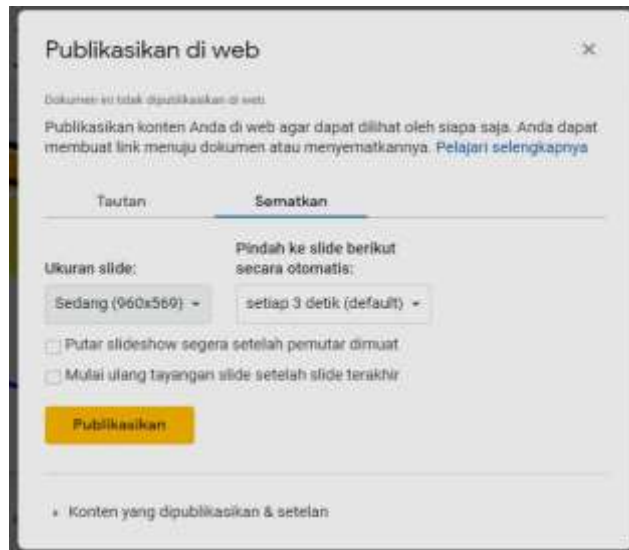 Publikasikan di web
Dokumen ini tidak dipublikasikan di web
Publikasikan konten Anda di web agar dapat dilihat oleh siapa saja. Anda dapat
membuat link menuju dokumen atau menyematkannya. Pelajari selengkapnya
Tautan Sematkan
Ukuran slide: Pindah ke slide berikut
secara otomatis:
Sedang (960x569) setiap 3 detik (default)
Putar slideshow segera setelah pemutar dimuat
Mulai ulang tayangan slide setelah slide terakhir
Publikasikan
Konten yang dipublikasikan & setelan